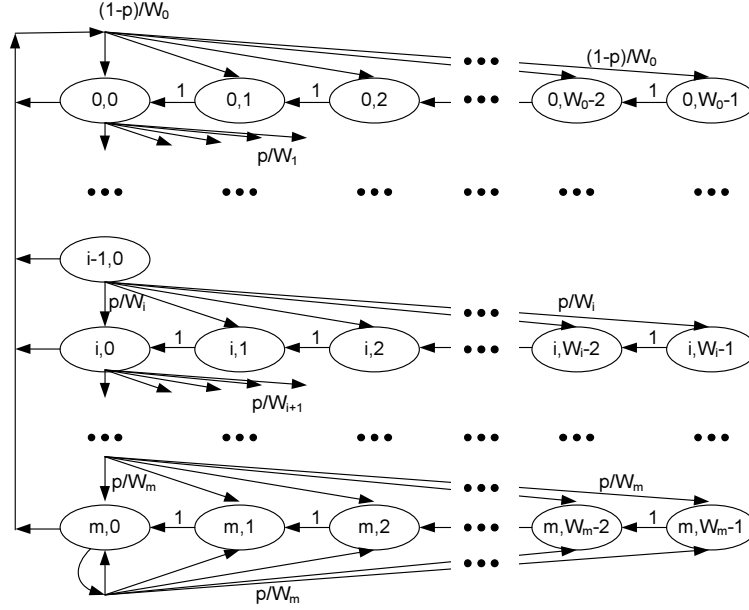 (1-p)/W₀
(1-p)/W₀
0,0 1 0,1 1 0,2 0,W₀-2 1 0,W₀-1
p/W₁
i-1,0
p/Wᵢ p/Wᵢ
i,0 1 i,1 1 i,2 i,Wᵢ-2 1 i,Wᵢ-1
p/Wᵢ₊₁
p/Wₘ p/Wₘ
m,0 1 m,1 1 m,2 m,Wₘ-2 1 m,Wₘ-1
p/Wₘ